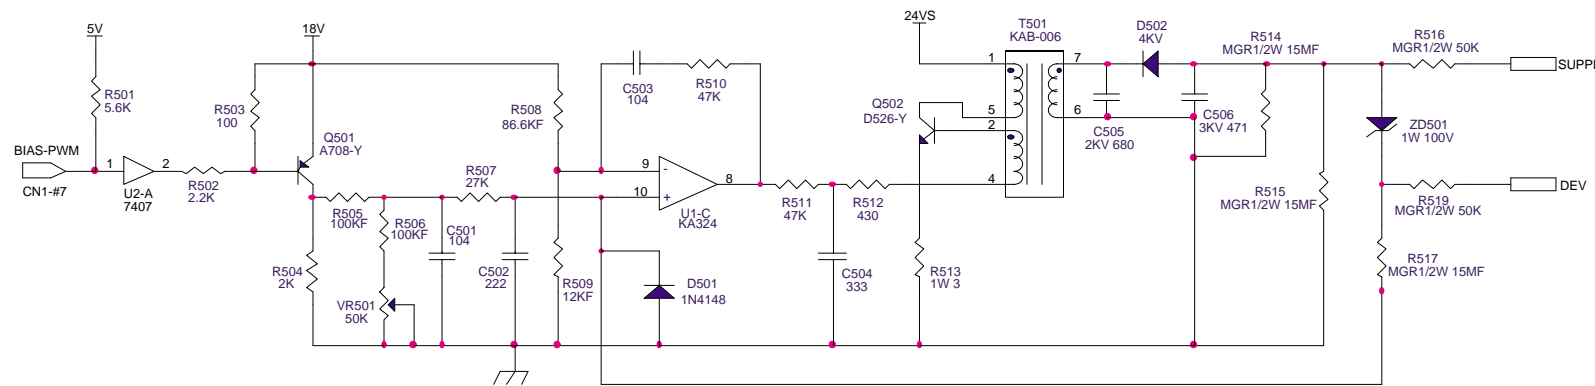 5V
18V
24VS
T501
KAB-006
D502
4KV
R514
MGR1/2W 15MF
R516
MGR1/2W 50K
SUPPL
1
7
R501
5.6K
R503
100
C503
104
R510
47K
R508
86.6KF
Q502
D526-Y
5
2
6
C505
2KV 680
C506
3KV 471
ZD501
1W 100V
BIAS-PWM
CN1-#7
1
2
U2-A
7407
R502
2.2K
Q501
A708-Y
R507
27K
9
-
10
+
8
U1-C
KA324
4
R511
47K
R512
430
R515
MGR1/2W 15MF
R519
MGR1/2W 50K
DEV
R505
100KF
R506
100KF
C501
104
R504
2K
C502
222
R509
12KF
VR501
50K
D501
1N4148
C504
333
R513
1W 3
R517
MGR1/2W 15MF